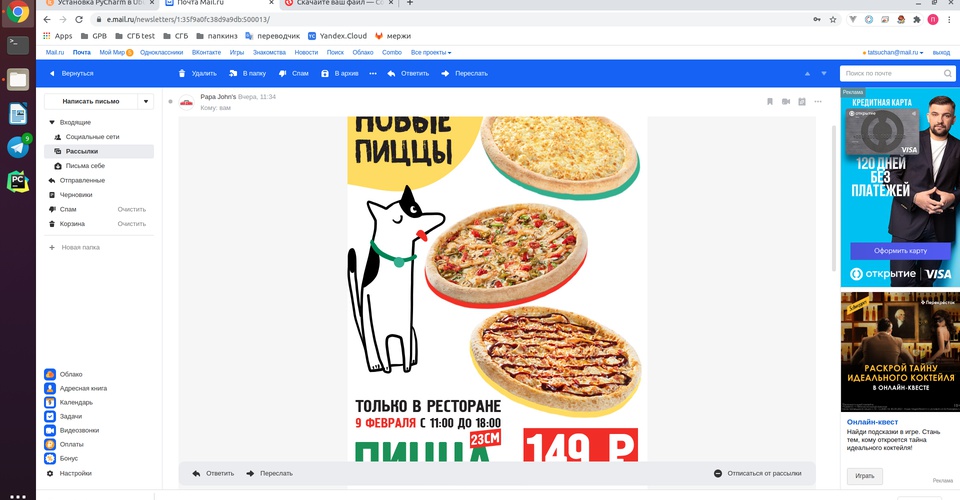 Установка PyCharm в Ub
Почта Mail.ru
Скачайте ваш файл — С
e.mail.ru/newsletters/1:35f9a0fc38d9a9db:500013/
Apps GPB СГБ test СГБ папкинз переводчик Yandex.Cloud мержи
Mail.ru Почта Мой Мир Одноклассники ВКонтакте Игры Знакомства Новости Поиск Облако Combo Все проекты
tatsuchan@mail.ru выход
Вернуться Удалить В папку Спам В архив Ответить Переслать
Поиск по почте
Написать письмо
Входящие
Социальные сети
Рассылки
Письма себе
Отправленные
Черновики
Спам Очистить
Корзина Очистить
Новая папка
Облако
Адресная книга
Календарь
Задачи
Видеозвонки
Оплаты
Бонус
Настройки
Papa John's Вчера, 11:34
Кому: вам
НОВЫЕ
ПИЦЦЫ
ТОЛЬКО В РЕСТОРАНЕ
9 ФЕВРАЛЯ С 11:00 ДО 18:00
23СМ
ПИЦЦА 149 ₽
Ответить Переслать Отписаться от рассылки
Реклама
КРЕДИТНАЯ КАРТА
открытие
VISA
120 ДНЕЙ
БЕЗ
ПЛАТЕЖЕЙ
Оформить карту
открытие VISA
Перекресток
РАСКРОЙ ТАЙНУ
ИДЕАЛЬНОГО КОКТЕЙЛЯ
В ОНЛАЙН-КВЕСТЕ
Онлайн-квест
Найди подсказки в игре. Стань
тем, кому откроется тайна
идеального коктейля!
Играть
Реклама